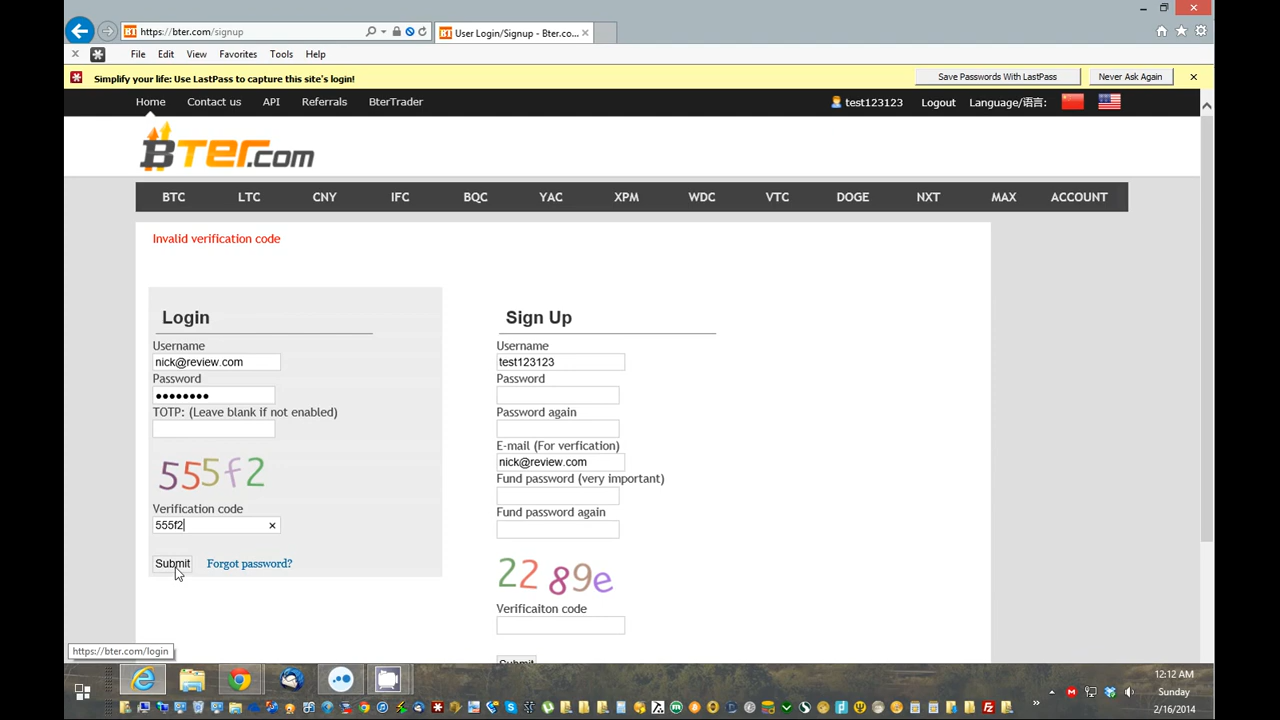 https://bter.com/signup
User Login/Signup - Bter.co...
File Edit View Favorites Tools Help
Simplify your life: Use LastPass to capture this site's login!
Save Passwords With LastPass
Never Ask Again
Home Contact us API Referrals BterTrader
test123123 Logout Language/语言:
BTer.com
BTC LTC CNY IFC BQC YAC XPM WDC VTC DOGE NXT MAX ACCOUNT
Invalid verification code
Login
Username
nick@review.com
Password
••••••••
TOTP: (Leave blank if not enabled)
555f2
Verification code
555f2
Submit Forgot password?
Sign Up
Username
test123123
Password
Password again
E-mail (For verfication)
nick@review.com
Fund password (very important)
Fund password again
2289e
Verificaiton code
Submit
https://bter.com/login
12:12 AM
Sunday
2/16/2014